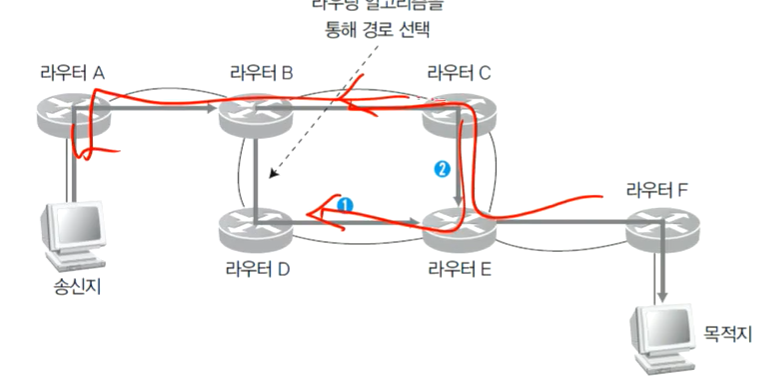 라우팅 알고리즘을
통해 경로 선택
라우터 A
라우터 B
라우터 C
2
라우터 F
1
라우터 D
라우터 E
송신지
목적지